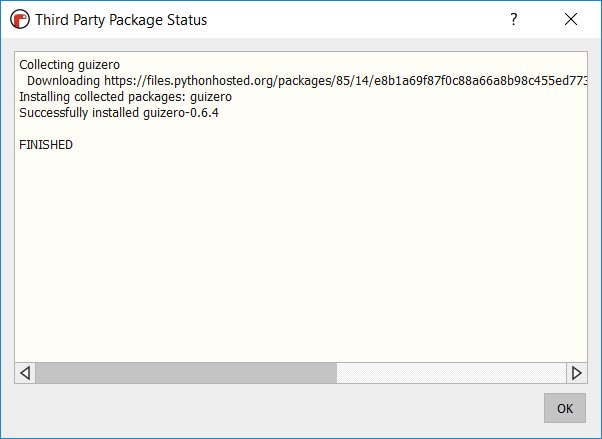 Third Party Package Status
?
Collecting guizero
Downloading https://files.pythonhosted.org/packages/85/14/e8b1a69f87f0c88a66a8b98c455ed773
Installing collected packages: guizero
Successfully installed guizero-0.6.4
FINISHED
OK